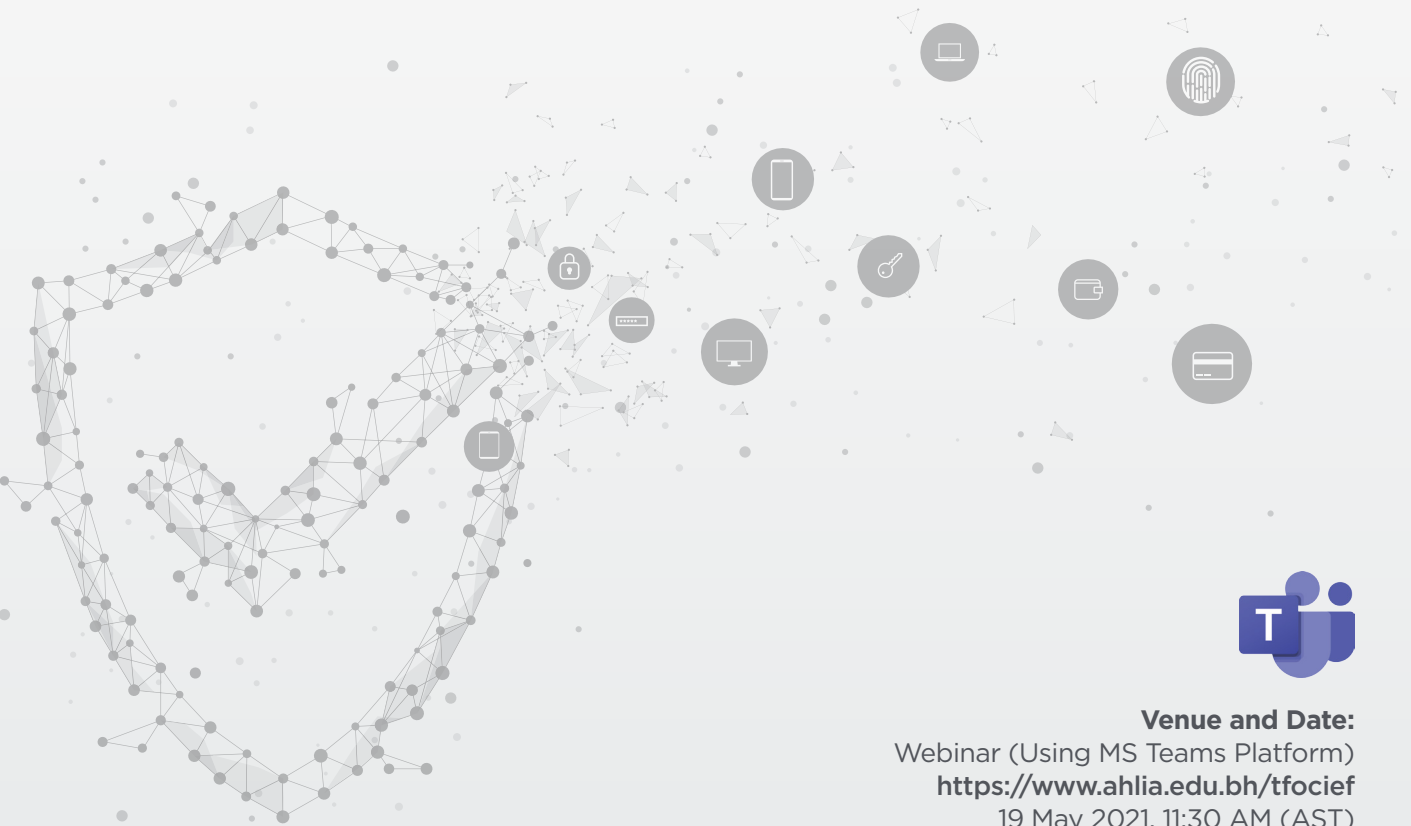 T
Venue and Date:
Webinar (Using MS Teams Platform)
https://www.ahlia.edu.bh/tfocief
19 May 2021, 11:30 AM (AST)